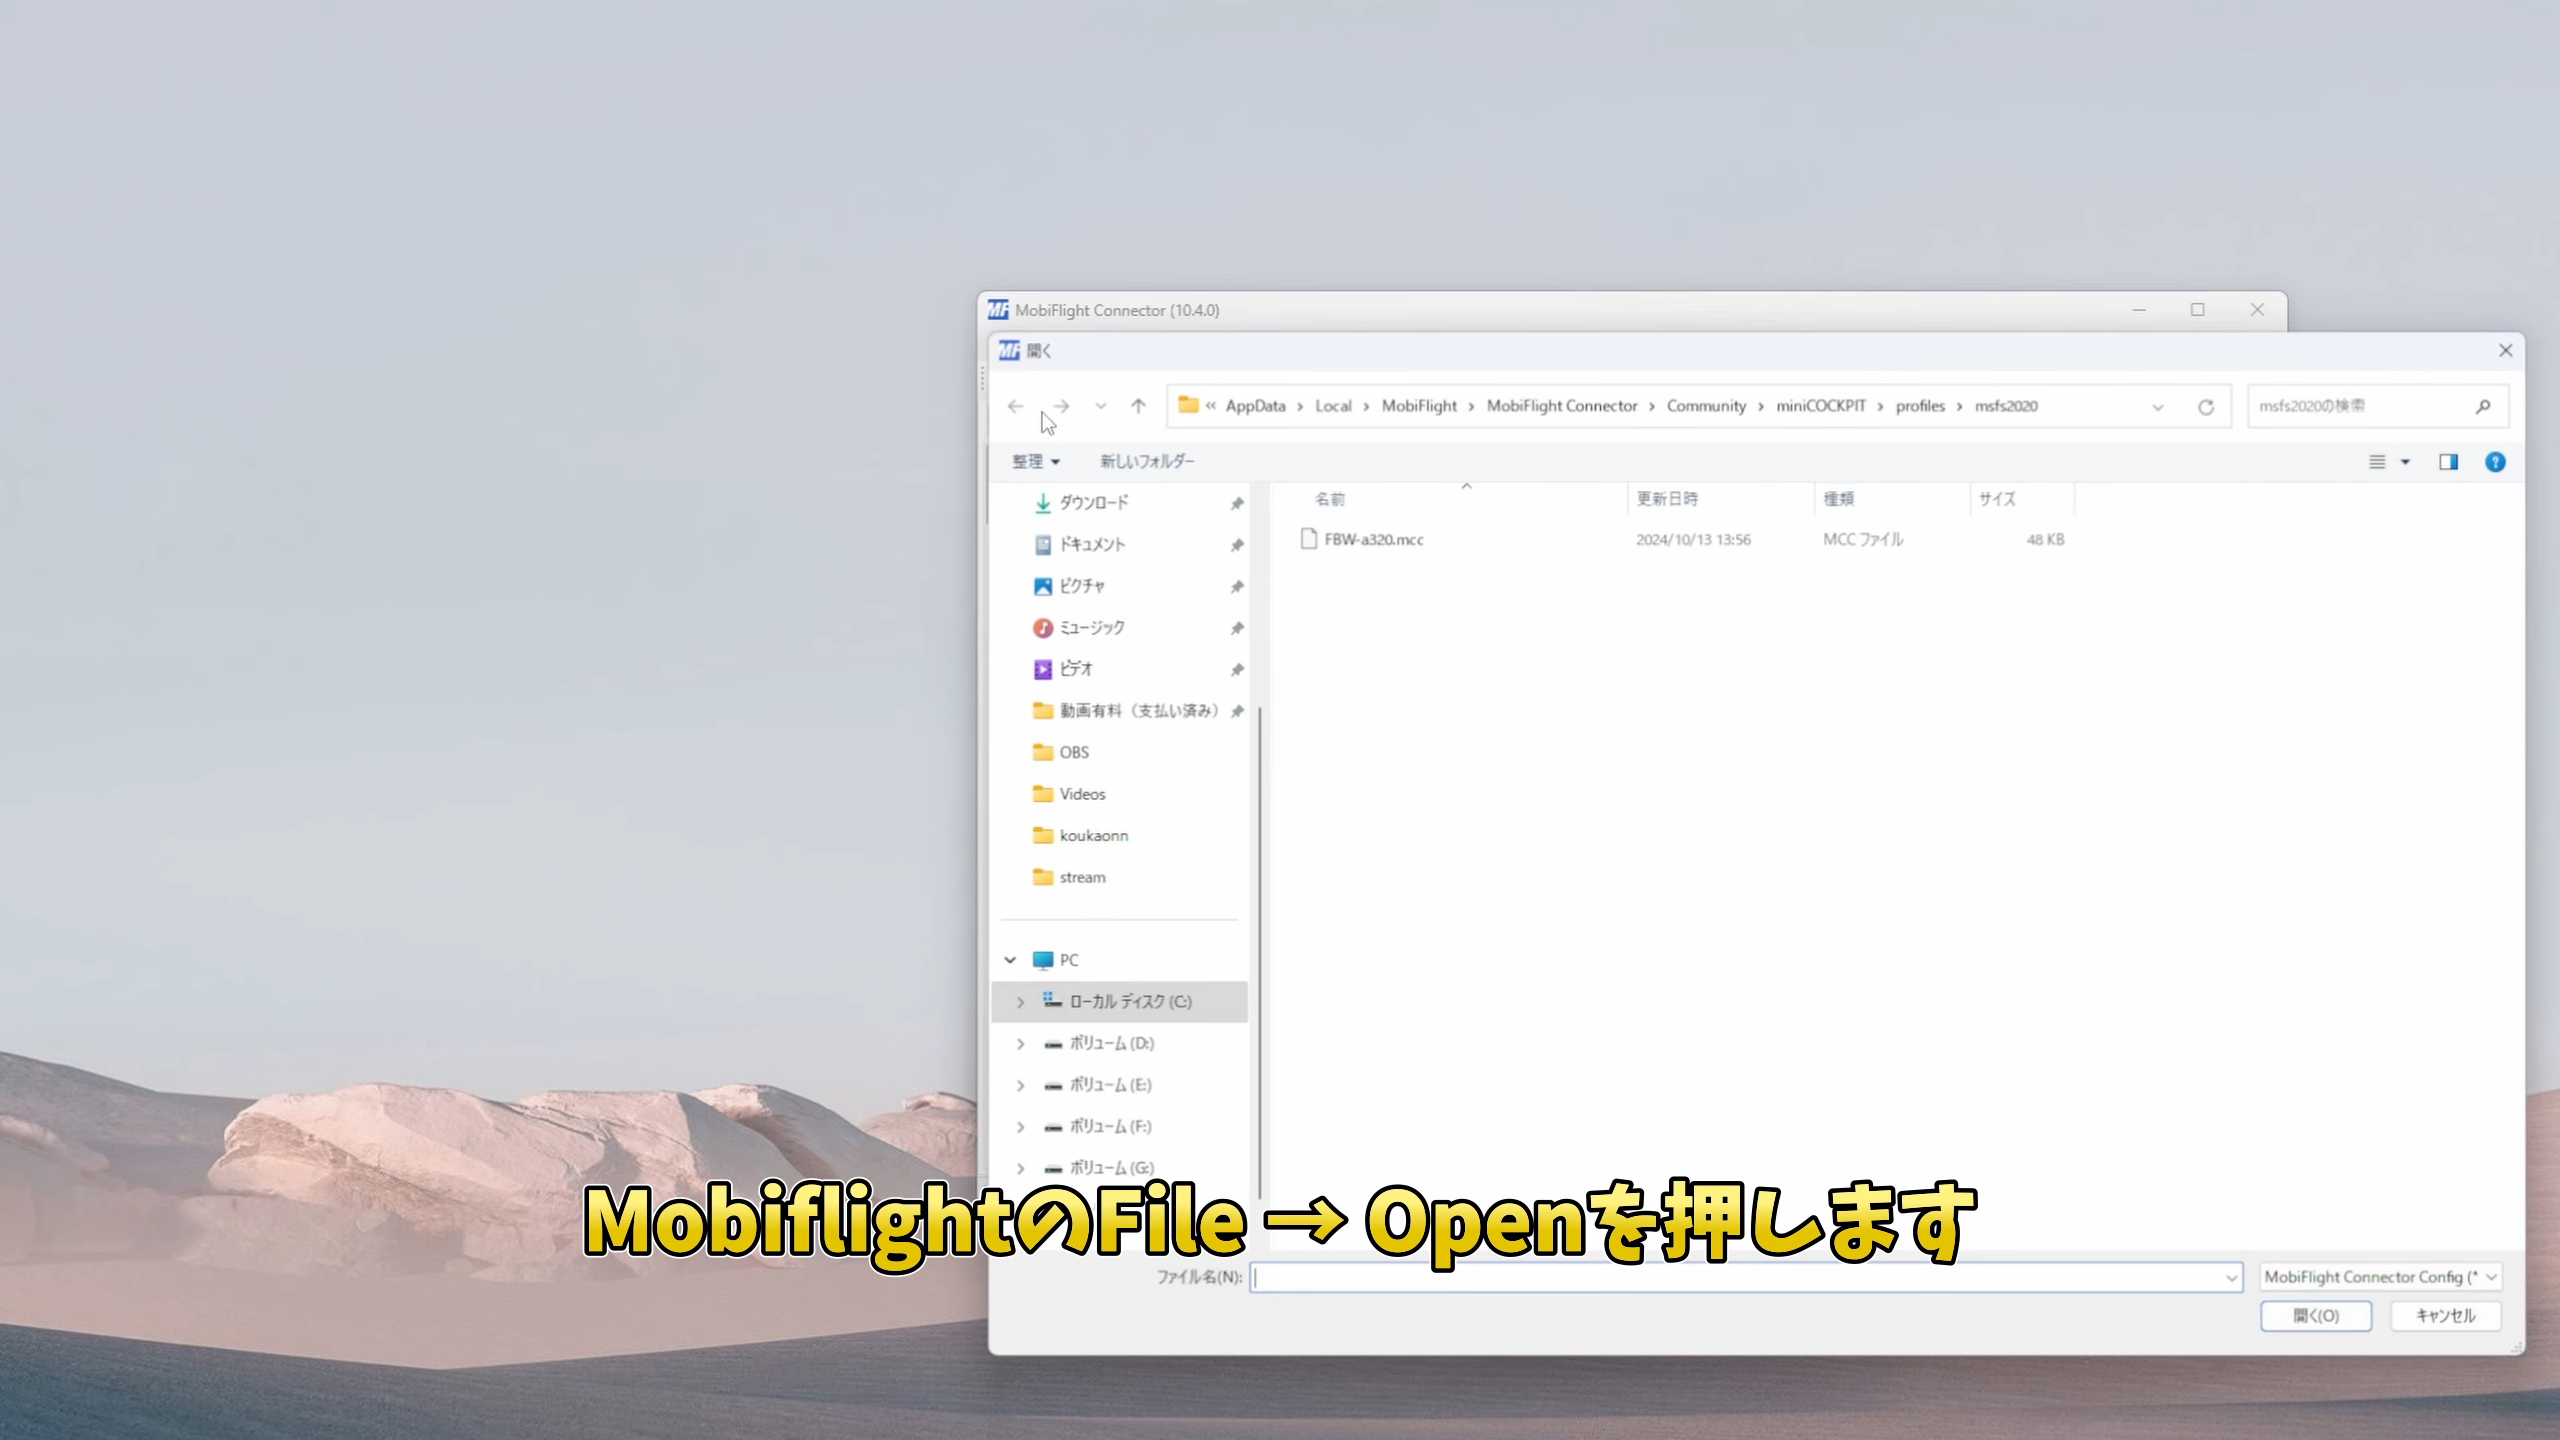 MobiFlight Connector (10.4.0)
開く
« AppData › Local › MobiFlight › MobiFlight Connector › Community › miniCOCKPIT › profiles › msfs2020
msfs2020の検索
整理 新しいフォルダー
名前 更新日時 種類 サイズ
FBW-a320.mcc 2024/10/13 13:56 MCC ファイル 48 KB
ダウンロード
ドキュメント
ピクチャ
ミュージック
ビデオ
動画有料（支払い済み）
OBS
Videos
koukaonn
stream
PC
ローカル ディスク (C:)
ボリューム (D:)
ボリューム (E:)
ボリューム (F:)
ボリューム (G:)
MobiflightのFile → Openを押します
ファイル名(N):
MobiFlight Connector Config (*
開く(O) キャンセル